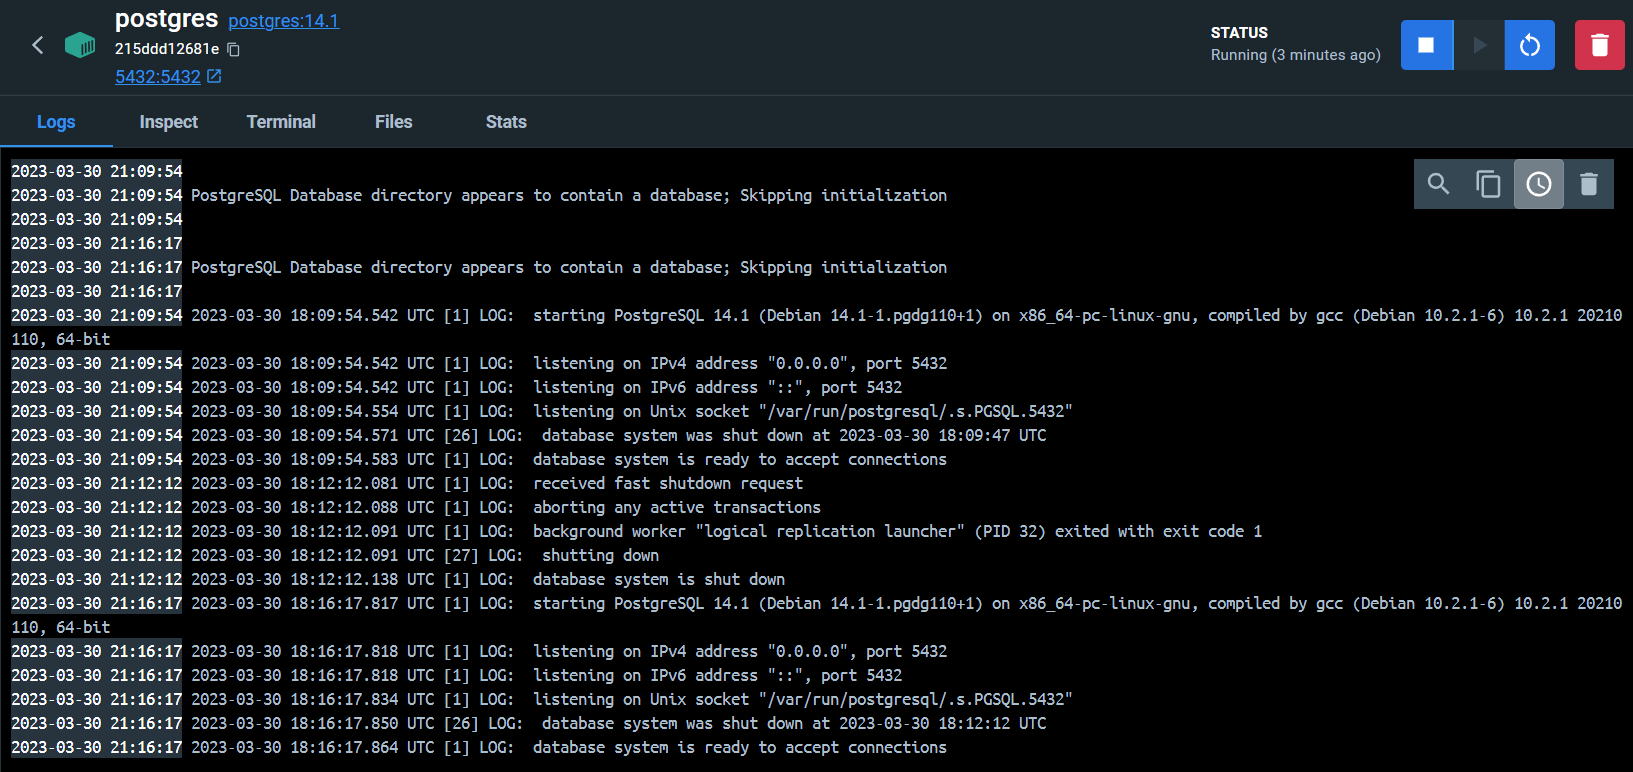 postgres postgres:14.1
215ddd12681e
5432:5432
STATUS
Running (3 minutes ago)
Logs Inspect Terminal Files Stats
2023-03-30 21:09:54
2023-03-30 21:09:54 PostgreSQL Database directory appears to contain a database; Skipping initialization
2023-03-30 21:09:54
2023-03-30 21:16:17
2023-03-30 21:16:17 PostgreSQL Database directory appears to contain a database; Skipping initialization
2023-03-30 21:16:17
2023-03-30 21:09:54 2023-03-30 18:09:54.542 UTC [1] LOG:  starting PostgreSQL 14.1 (Debian 14.1-1.pgdg110+1) on x86_64-pc-linux-gnu, compiled by gcc (Debian 10.2.1-6) 10.2.1 20210
110, 64-bit
2023-03-30 21:09:54 2023-03-30 18:09:54.542 UTC [1] LOG:  listening on IPv4 address "0.0.0.0", port 5432
2023-03-30 21:09:54 2023-03-30 18:09:54.542 UTC [1] LOG:  listening on IPv6 address "::", port 5432
2023-03-30 21:09:54 2023-03-30 18:09:54.554 UTC [1] LOG:  listening on Unix socket "/var/run/postgresql/.s.PGSQL.5432"
2023-03-30 21:09:54 2023-03-30 18:09:54.571 UTC [26] LOG:  database system was shut down at 2023-03-30 18:09:47 UTC
2023-03-30 21:09:54 2023-03-30 18:09:54.583 UTC [1] LOG:  database system is ready to accept connections
2023-03-30 21:12:12 2023-03-30 18:12:12.081 UTC [1] LOG:  received fast shutdown request
2023-03-30 21:12:12 2023-03-30 18:12:12.088 UTC [1] LOG:  aborting any active transactions
2023-03-30 21:12:12 2023-03-30 18:12:12.091 UTC [1] LOG:  background worker "logical replication launcher" (PID 32) exited with exit code 1
2023-03-30 21:12:12 2023-03-30 18:12:12.091 UTC [27] LOG:  shutting down
2023-03-30 21:12:12 2023-03-30 18:12:12.138 UTC [1] LOG:  database system is shut down
2023-03-30 21:16:17 2023-03-30 18:16:17.817 UTC [1] LOG:  starting PostgreSQL 14.1 (Debian 14.1-1.pgdg110+1) on x86_64-pc-linux-gnu, compiled by gcc (Debian 10.2.1-6) 10.2.1 20210
110, 64-bit
2023-03-30 21:16:17 2023-03-30 18:16:17.818 UTC [1] LOG:  listening on IPv4 address "0.0.0.0", port 5432
2023-03-30 21:16:17 2023-03-30 18:16:17.818 UTC [1] LOG:  listening on IPv6 address "::", port 5432
2023-03-30 21:16:17 2023-03-30 18:16:17.834 UTC [1] LOG:  listening on Unix socket "/var/run/postgresql/.s.PGSQL.5432"
2023-03-30 21:16:17 2023-03-30 18:16:17.850 UTC [26] LOG:  database system was shut down at 2023-03-30 18:12:12 UTC
2023-03-30 21:16:17 2023-03-30 18:16:17.864 UTC [1] LOG:  database system is ready to accept connections